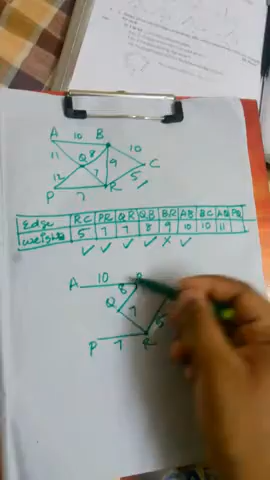 A 10 B
11 8 9 10
Q C
12 7 5
P 7 R
Edge RC PR QR QB BR AB BC AQ PQ
Weight 5 7 7 8 9 10 10 11
✓ ✓ ✓ ✓ × ✓
A 10 B
8
Q 7 5
P 7 R